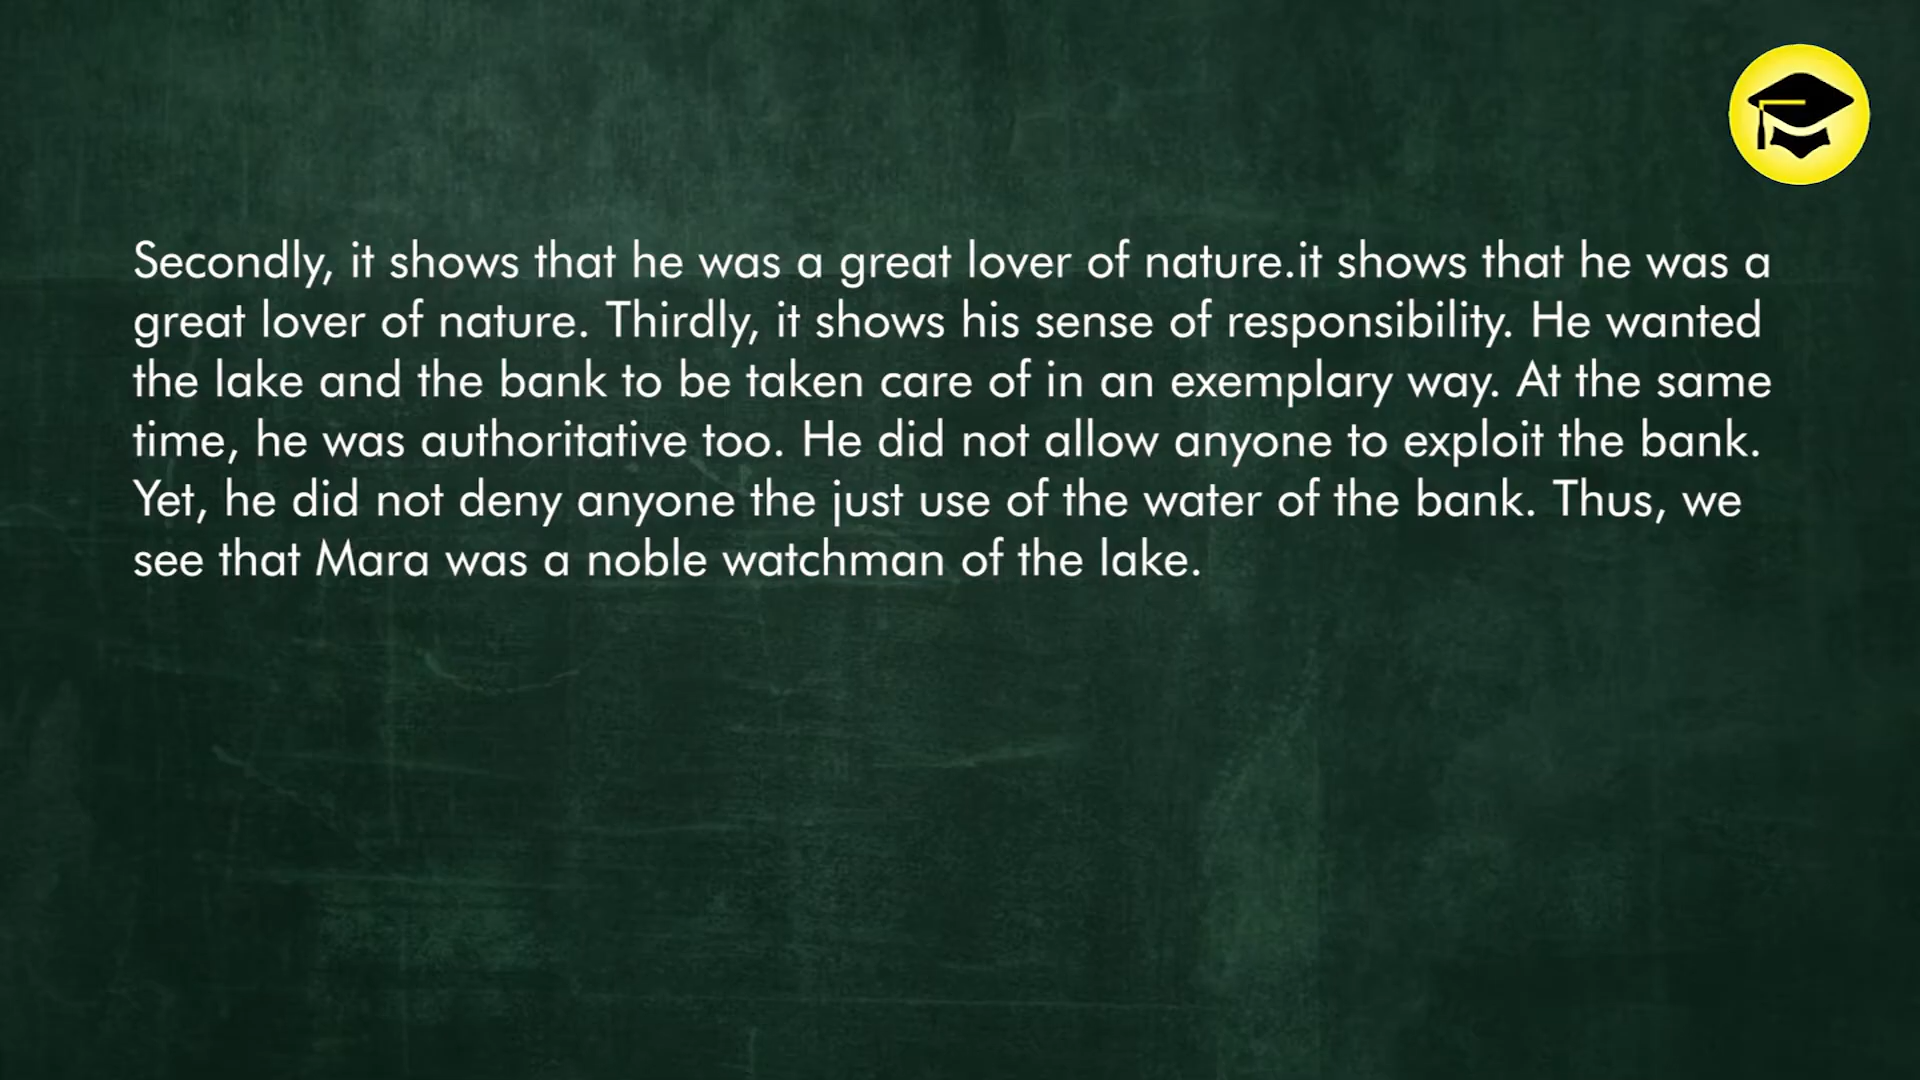 Secondly, it shows that he was a great lover of nature.it shows that he was a
great lover of nature. Thirdly, it shows his sense of responsibility. He wanted
the lake and the bank to be taken care of in an exemplary way. At the same
time, he was authoritative too. He did not allow anyone to exploit the bank.
Yet, he did not deny anyone the just use of the water of the bank. Thus, we
see that Mara was a noble watchman of the lake.